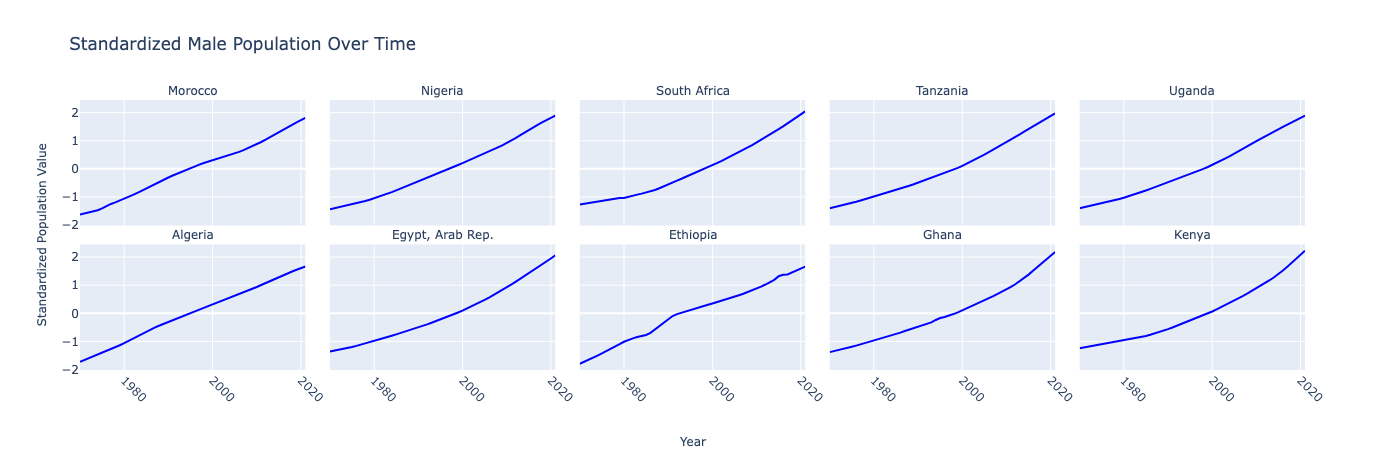 Standardized Male Population Over Time
Morocco
Nigeria
South Africa
Tanzania
Uganda
2
1
0
−1
−2
Standardized Population Value
Algeria
Egypt, Arab Rep.
Ethiopia
Ghana
Kenya
2
1
0
−1
−2
1980
2000
2020
1980
2000
2020
1980
2000
2020
1980
2000
2020
1980
2000
2020
Year